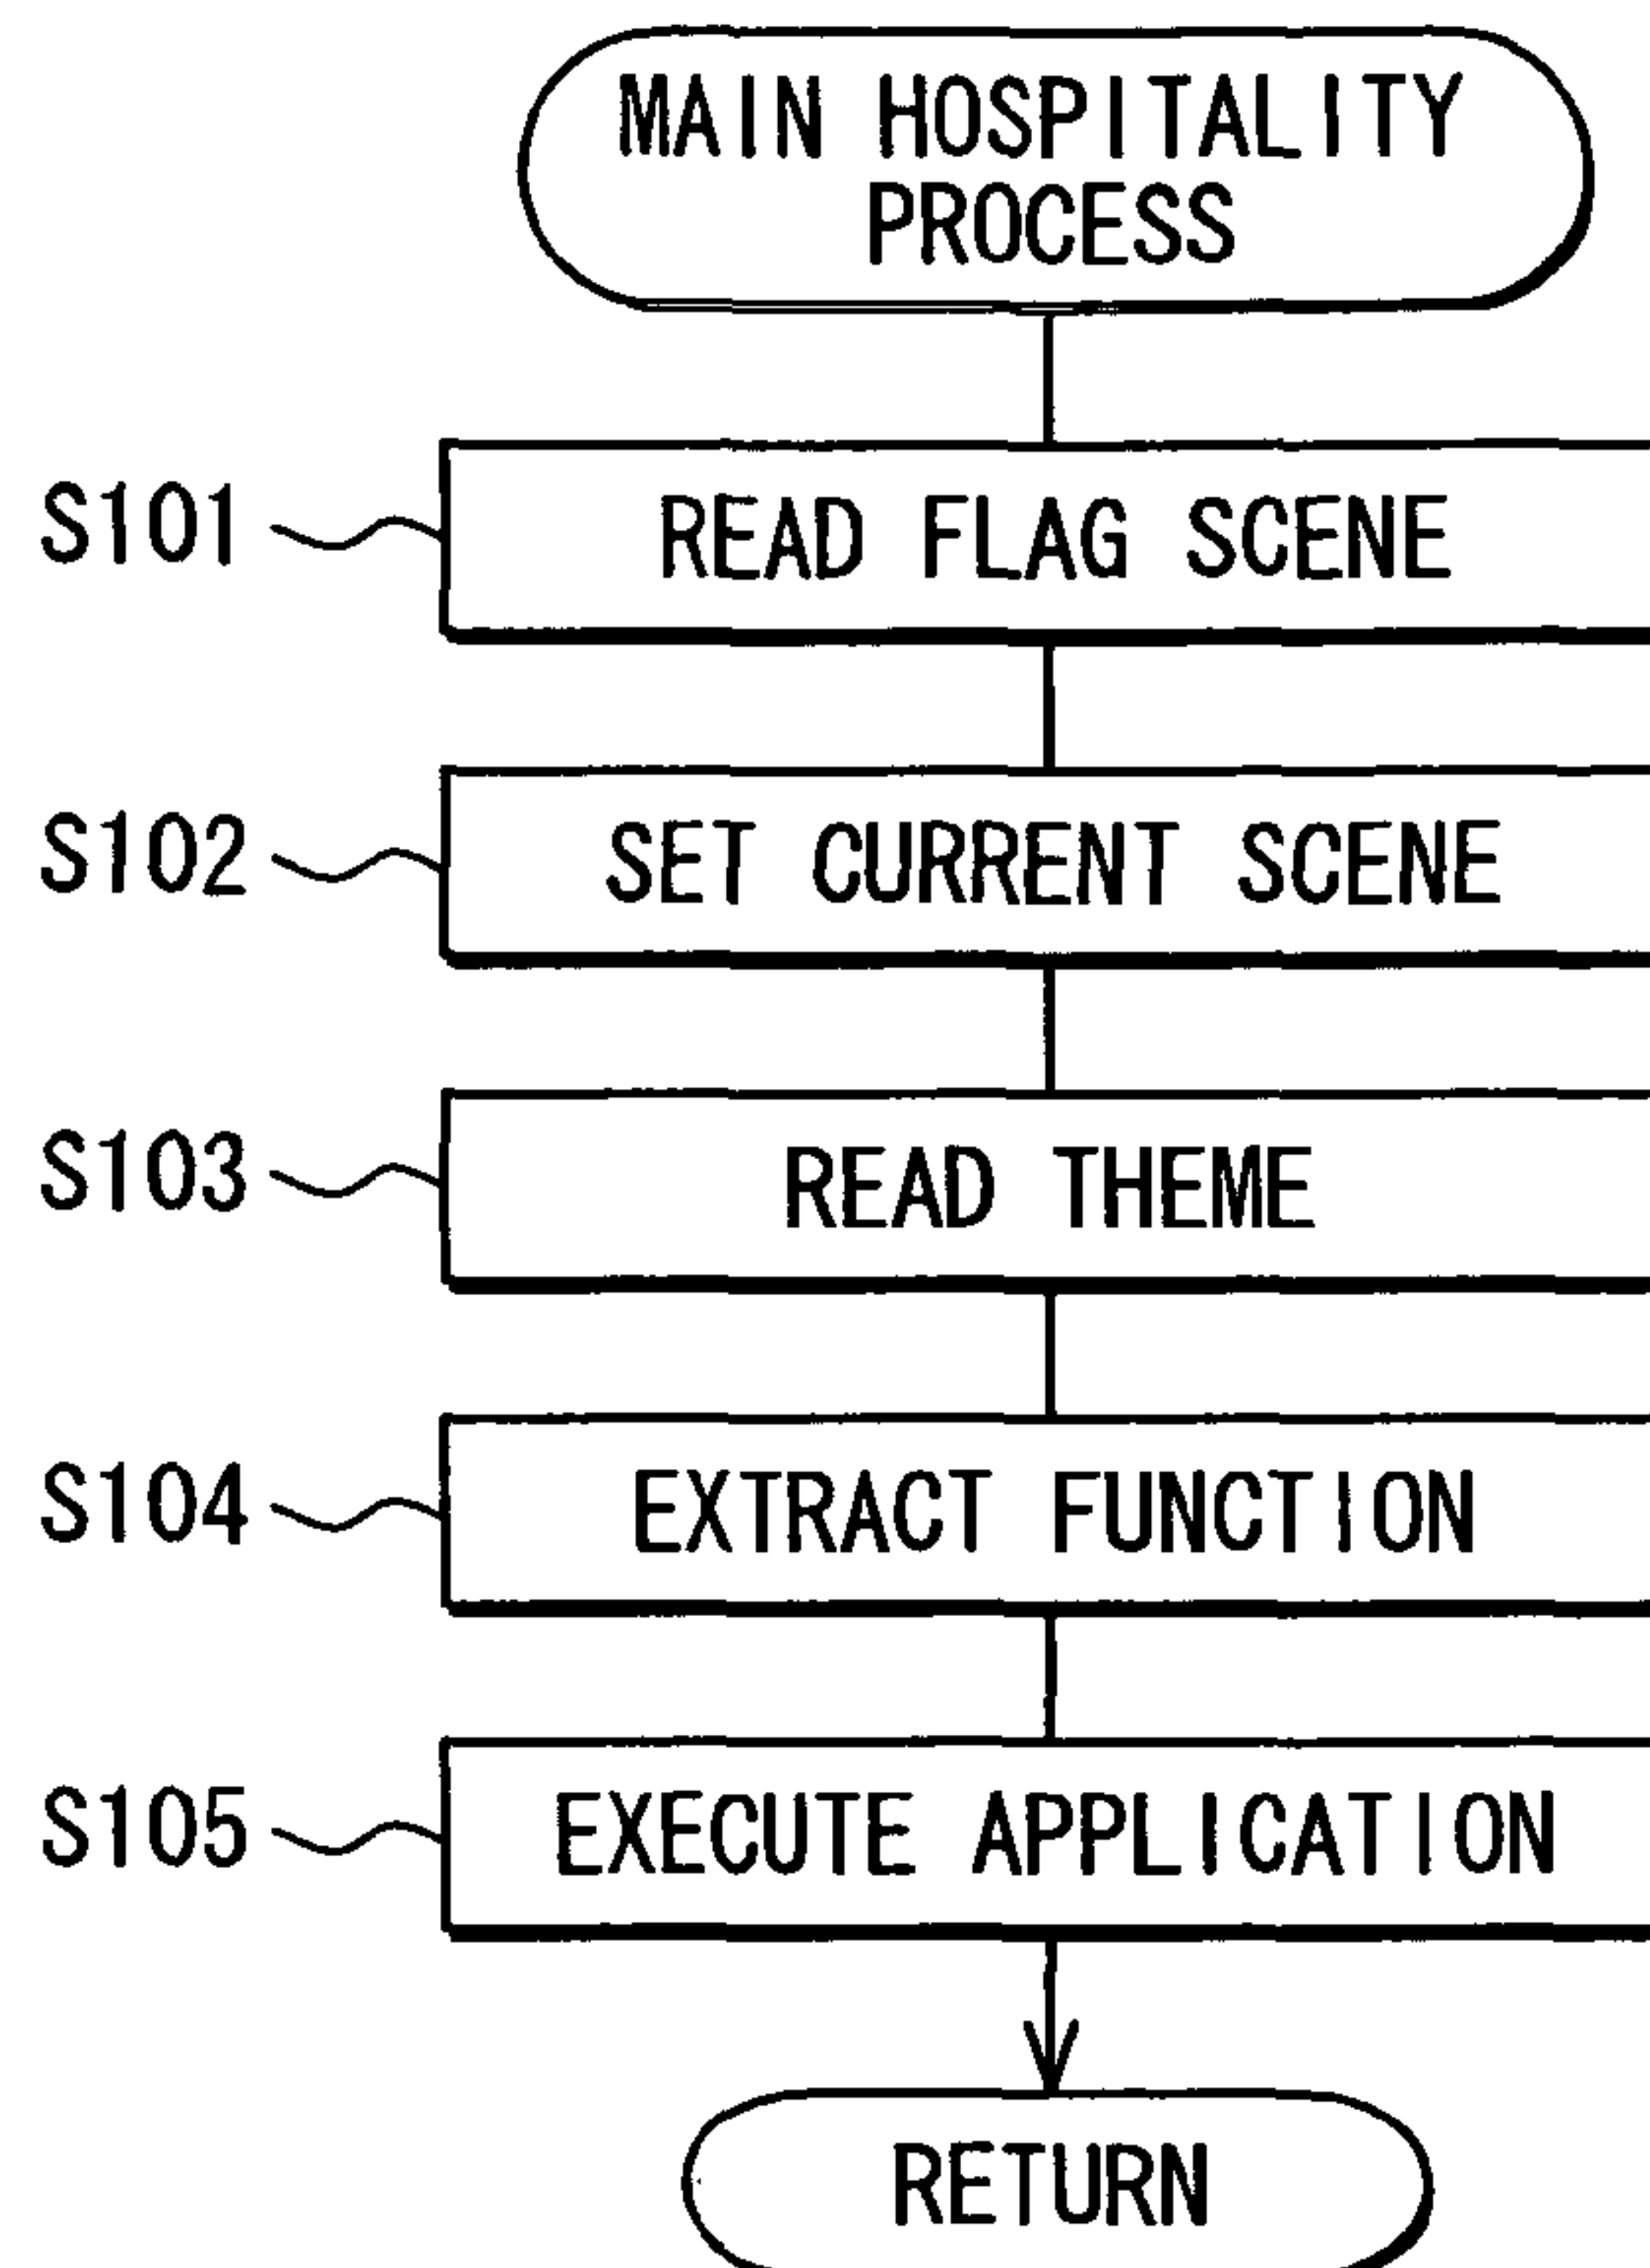 MAIN HOSPITALITY
PROCESS
S101 READ FLAG SCENE
S102 SET CURRENT SCENE
S103 READ THEME
S104 EXTRACT FUNCTION
S105 EXECUTE APPLICATION
RETURN